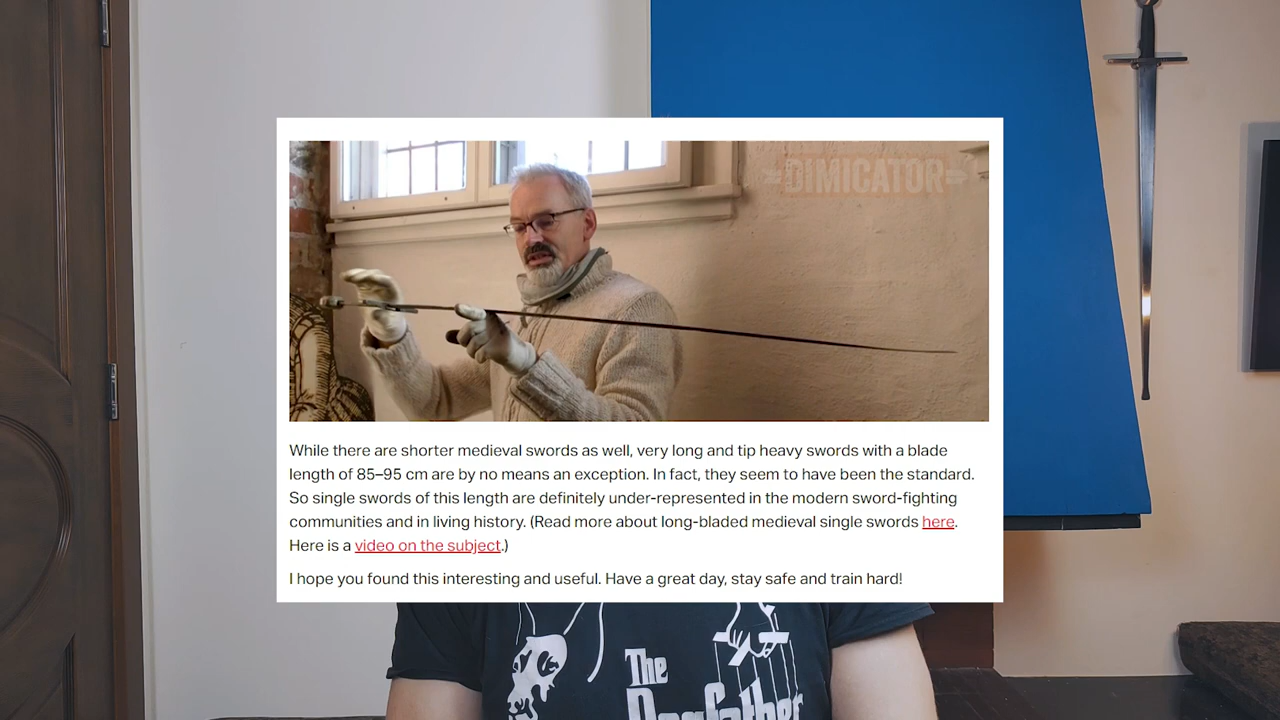 DIMICATOR
While there are shorter medieval swords as well, very long and tip heavy swords with a blade
length of 85–95 cm are by no means an exception. In fact, they seem to have been the standard.
So single swords of this length are definitely under-represented in the modern sword-fighting
communities and in living history. (Read more about long-bladed medieval single swords here.
Here is a video on the subject.)
I hope you found this interesting and useful. Have a great day, stay safe and train hard!
The
Dogfather